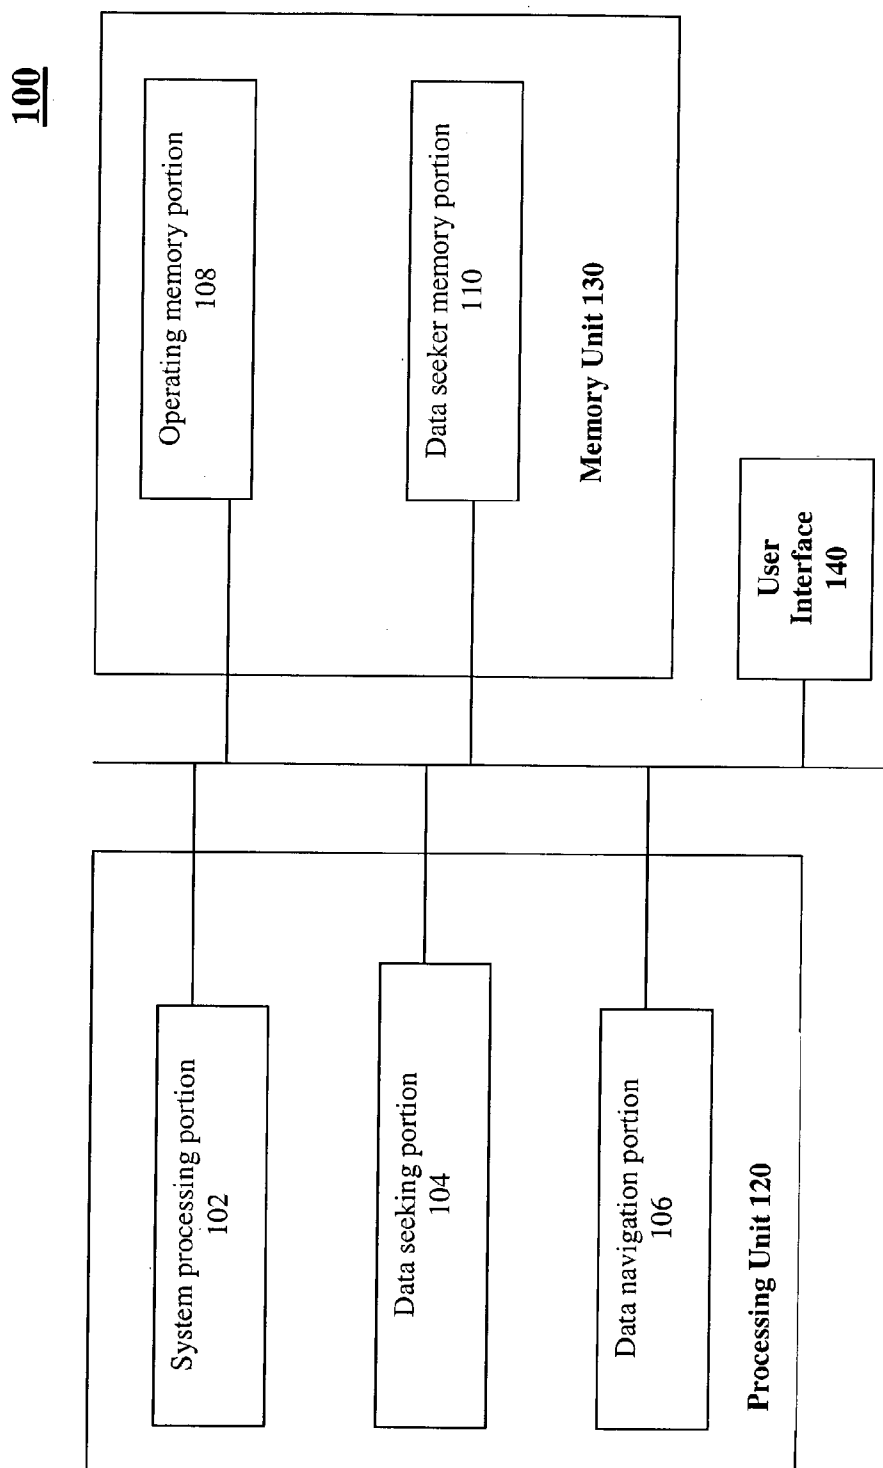 100
System processing portion
102
Data seeking portion
104
Data navigation portion
106
Processing Unit 120
Operating memory portion
108
Data seeker memory portion
110
Memory Unit 130
User
Interface
140